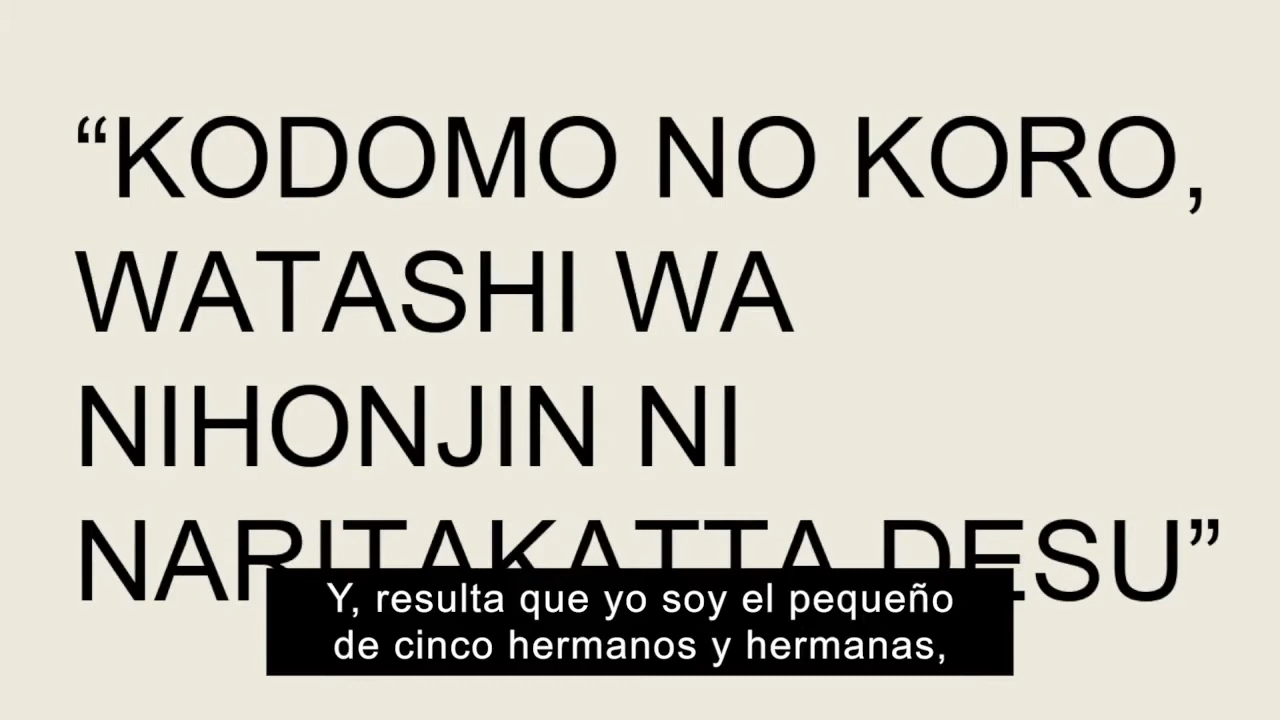 “KODOMO NO KORO,
WATASHI WA
NIHONJIN NI
NARITAKATTA DESU”
Y, resulta que yo soy el pequeño
de cinco hermanos y hermanas,